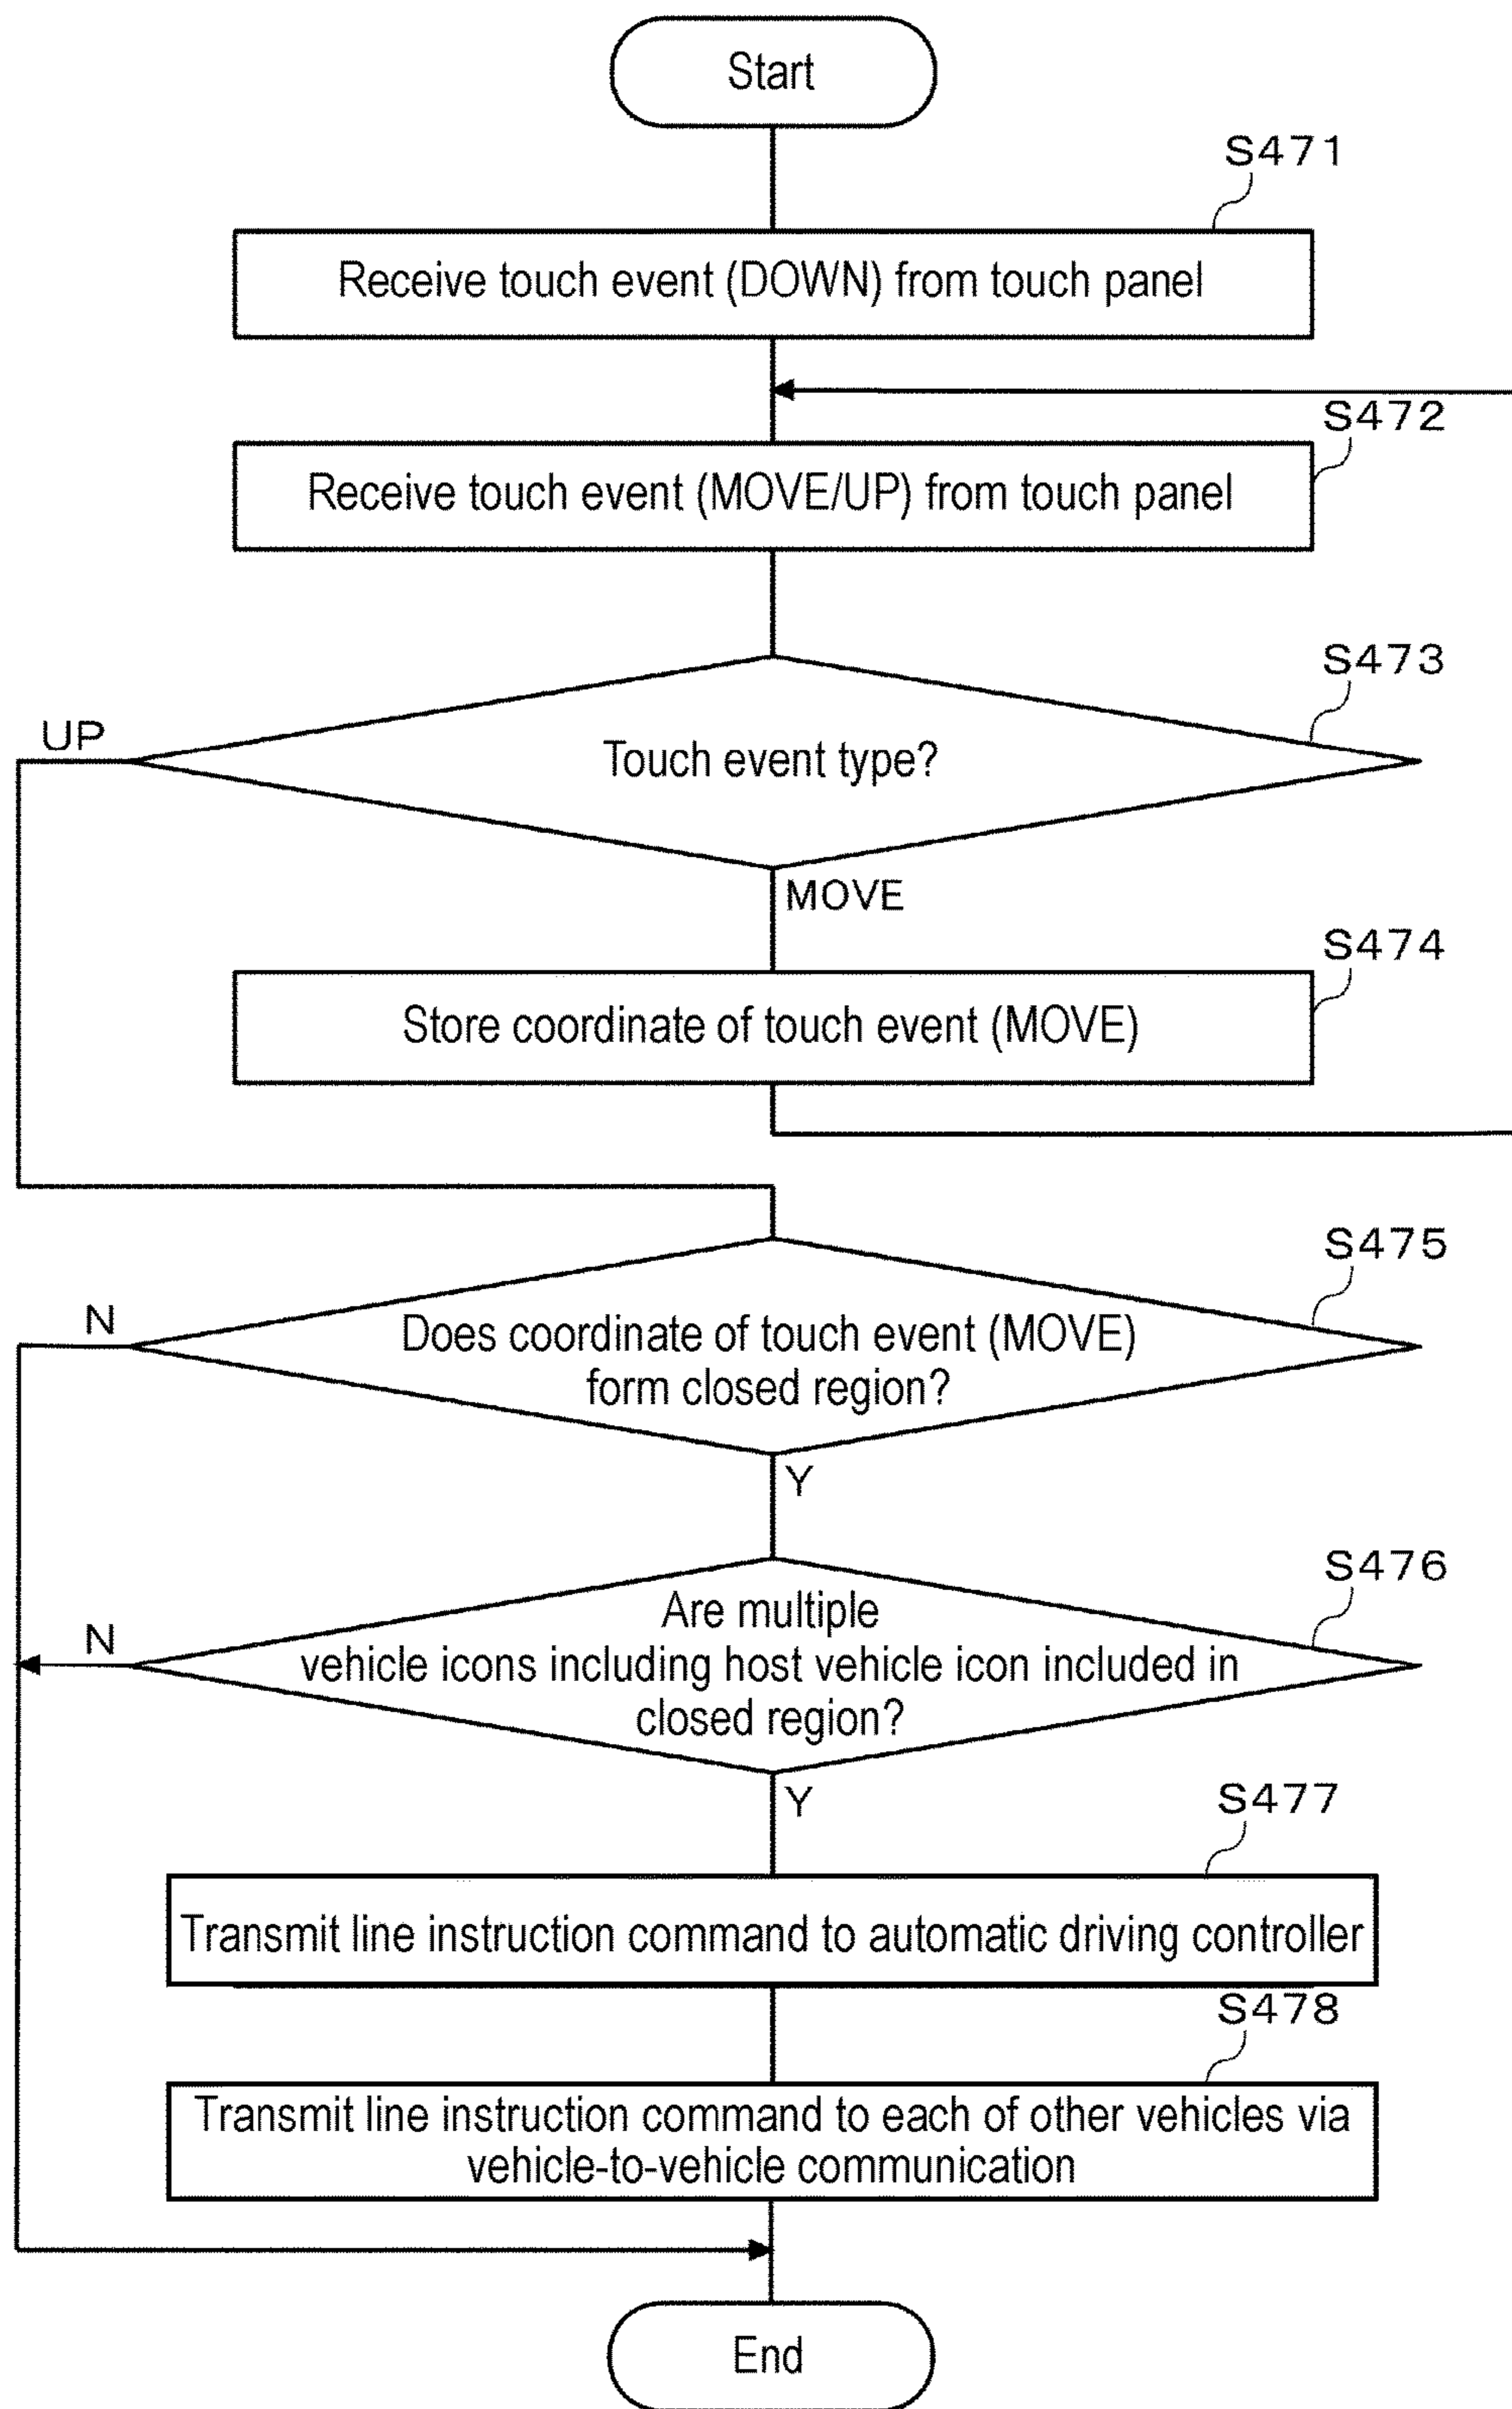 Start
S471
Receive touch event (DOWN) from touch panel
S472
Receive touch event (MOVE/UP) from touch panel
S473
UP
Touch event type?
MOVE
S474
Store coordinate of touch event (MOVE)
S475
N
Does coordinate of touch event (MOVE)
form closed region?
Y
S476
N
Are multiple
vehicle icons including host vehicle icon included in
closed region?
Y
S477
Transmit line instruction command to automatic driving controller
S478
Transmit line instruction command to each of other vehicles via
vehicle-to-vehicle communication
End